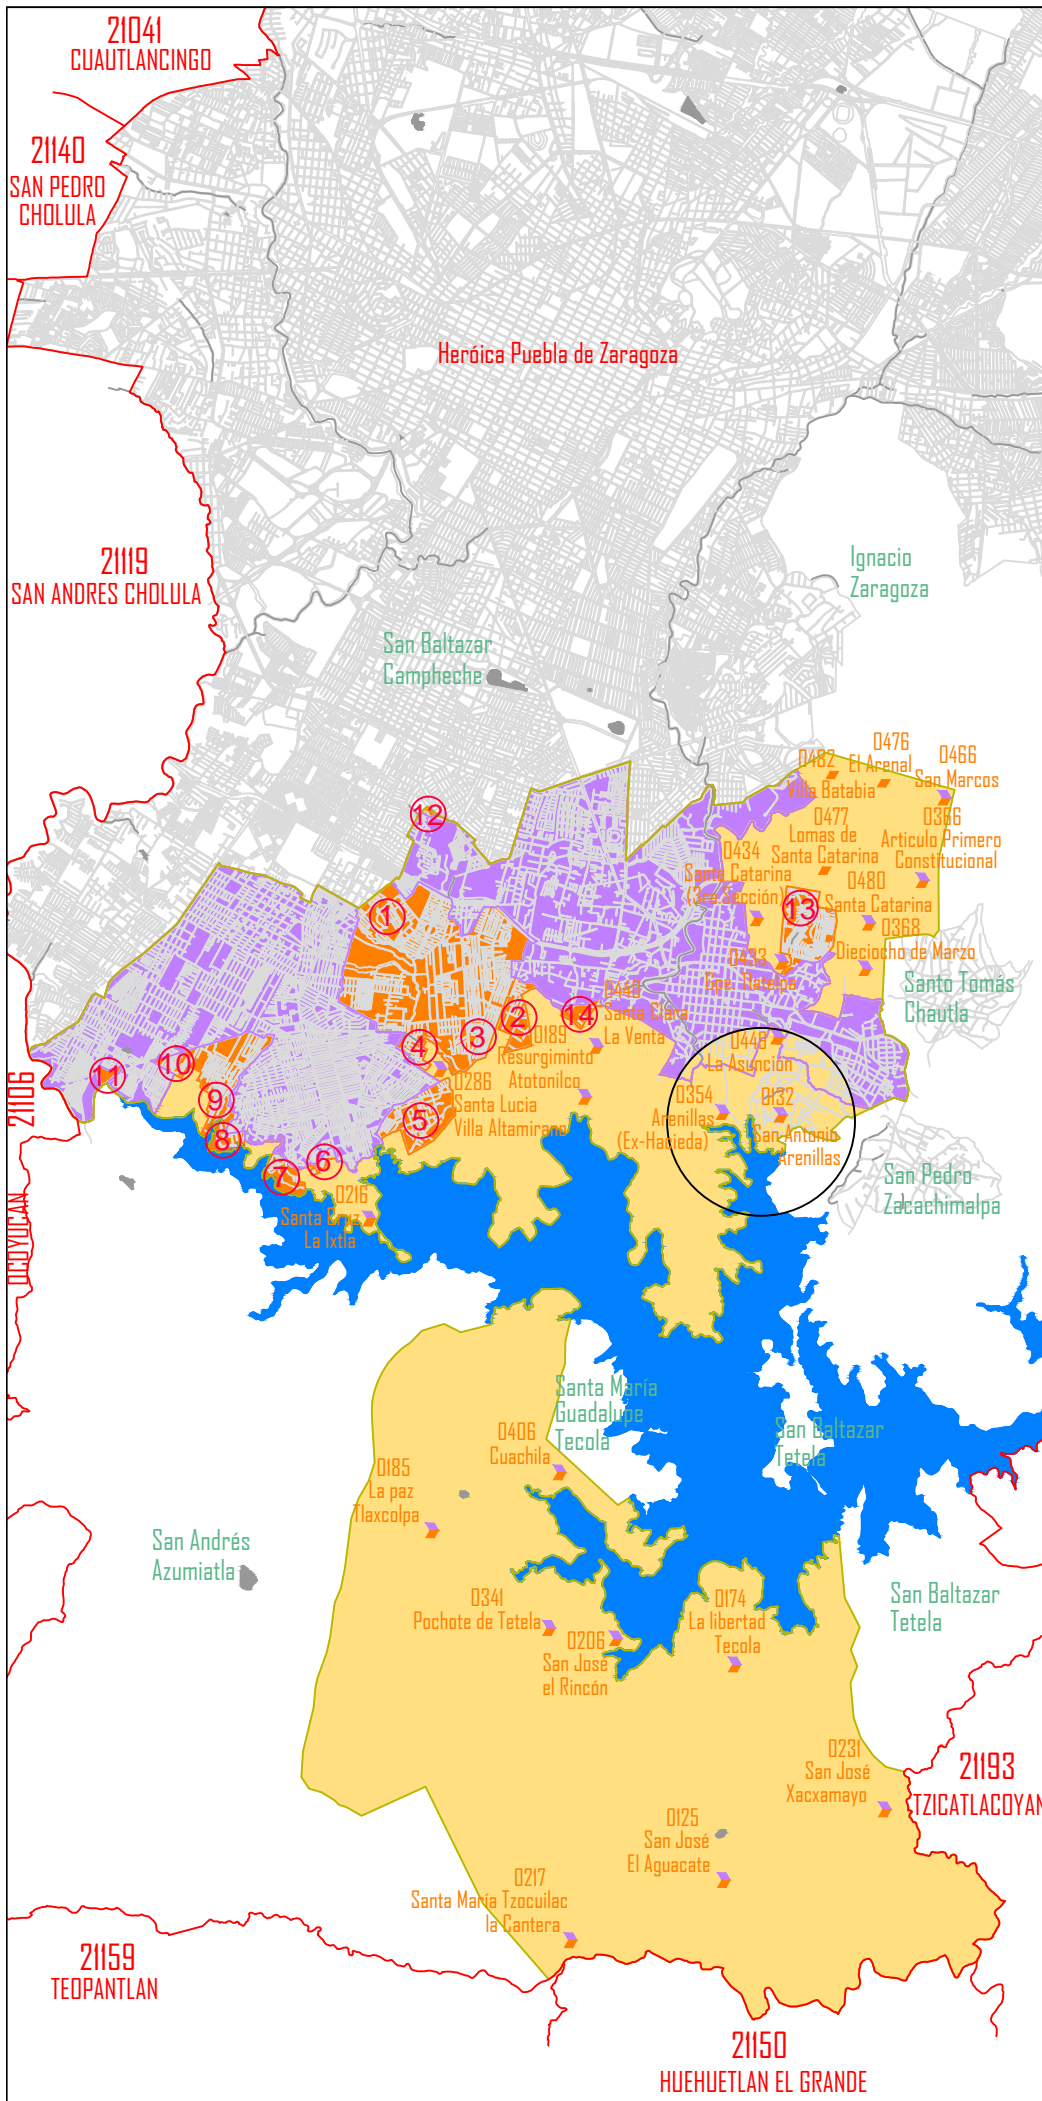 21041
CUAUTLANCINGO
21140
SAN PEDRO
CHOLULA
Heróica Puebla de Zaragoza
21119
SAN ANDRES CHOLULA
Ignacio
Zaragoza
San Baltazar
Campheche
0482
Villa Batabia
0476
El Arenal
0466
San Marcos
0477
Lomas de
Santa Catarina
0366
Articulo Primero
Constitucional
0434
Santa Catarina
(3ra.Sección)
0480
Santa Catarina
0368
Dieciocho de Marzo
0433
Gpe. Tlatelpa
12
1
13
2
14
3
4
5
6
7
8
9
10
11
Santo Tomás
Chautla
0440
Santa Clara
La Venta
0189
Resurgiminto
Atotonilco
0286
Santa Lucia
Villa Altamirano
0448
La Asunción
0354
Arenillas
(Ex-Hacieda)
0132
San Antonio
Arenillas
21106
OCOYUCAN
San Pedro
Zacachimalpa
0216
Santa Cruz
La Ixtla
Santa María
Guadalupe
Tecola
San Baltazar
Tetela
0406
Cuachila
0185
La paz
Tlaxcolpa
San Andrés
Azumiatla
0341
Pochote de Tetela
0206
San José
el Rincón
0174
La libertad
Tecola
San Baltazar
Tetela
0231
San José
Xacxamayo
21193
TZICATLACOYAN
0125
San José
El Aguacate
0217
Santa María Tzocuilac
la Cantera
21159
TEOPANTLAN
21150
HUEHUETLAN EL GRANDE